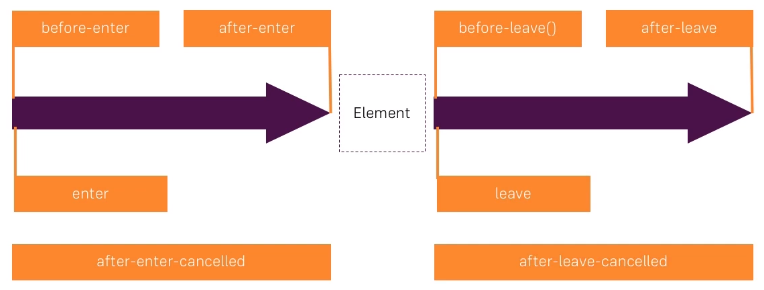 before-enter
after-enter
before-leave()
after-leave
Element
enter
leave
after-enter-cancelled
after-leave-cancelled